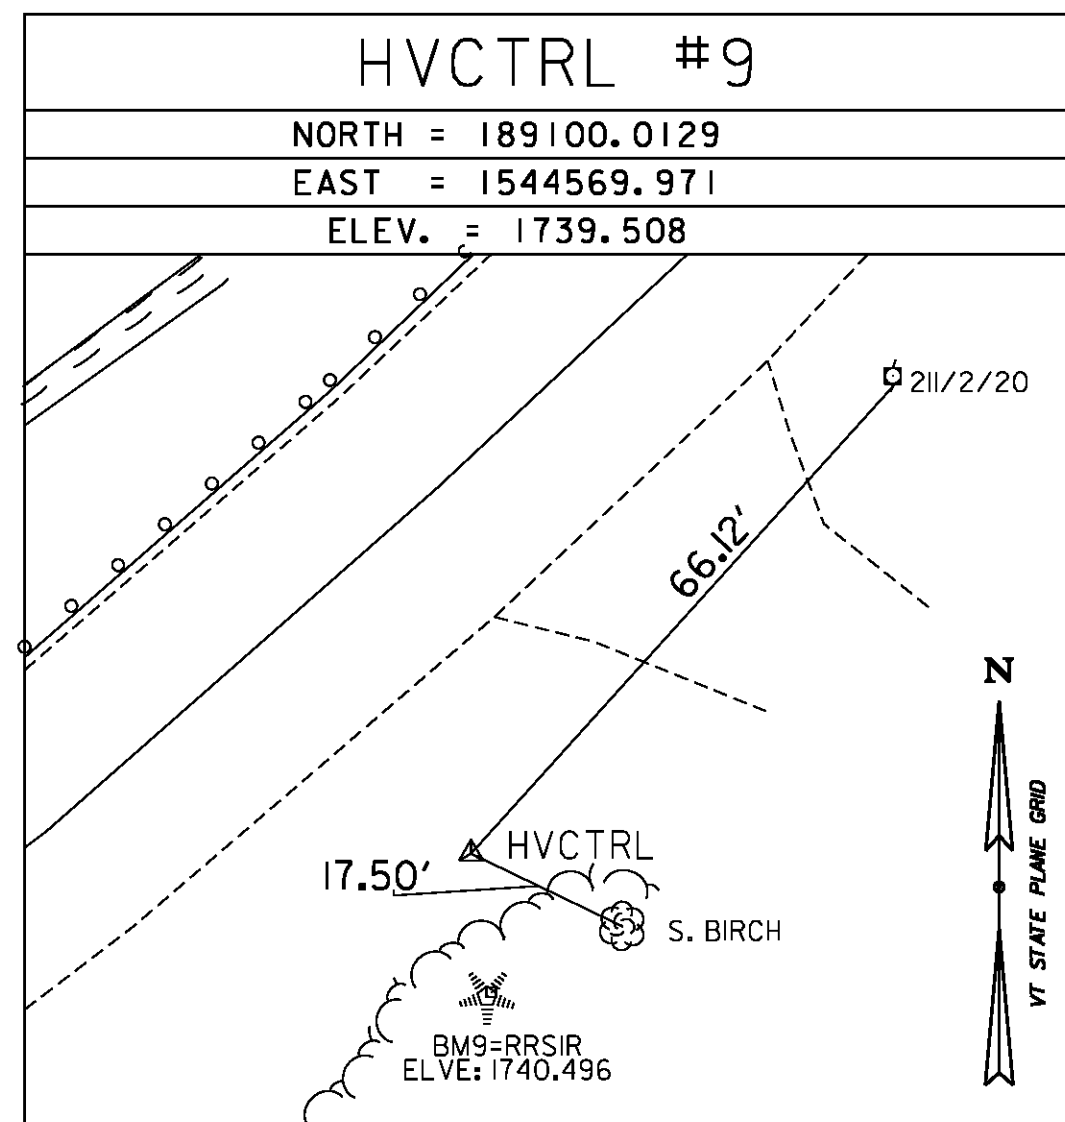 HVCTRL #9
NORTH = 189100.0129
EAST = 1544569.971
ELEV. = 1739.508
211/2/20
66.12'
N
VT STATE PLANE GRID
HVCTRL
17.50'
S. BIRCH
BM9=RRSIR
ELVE: 1740.496